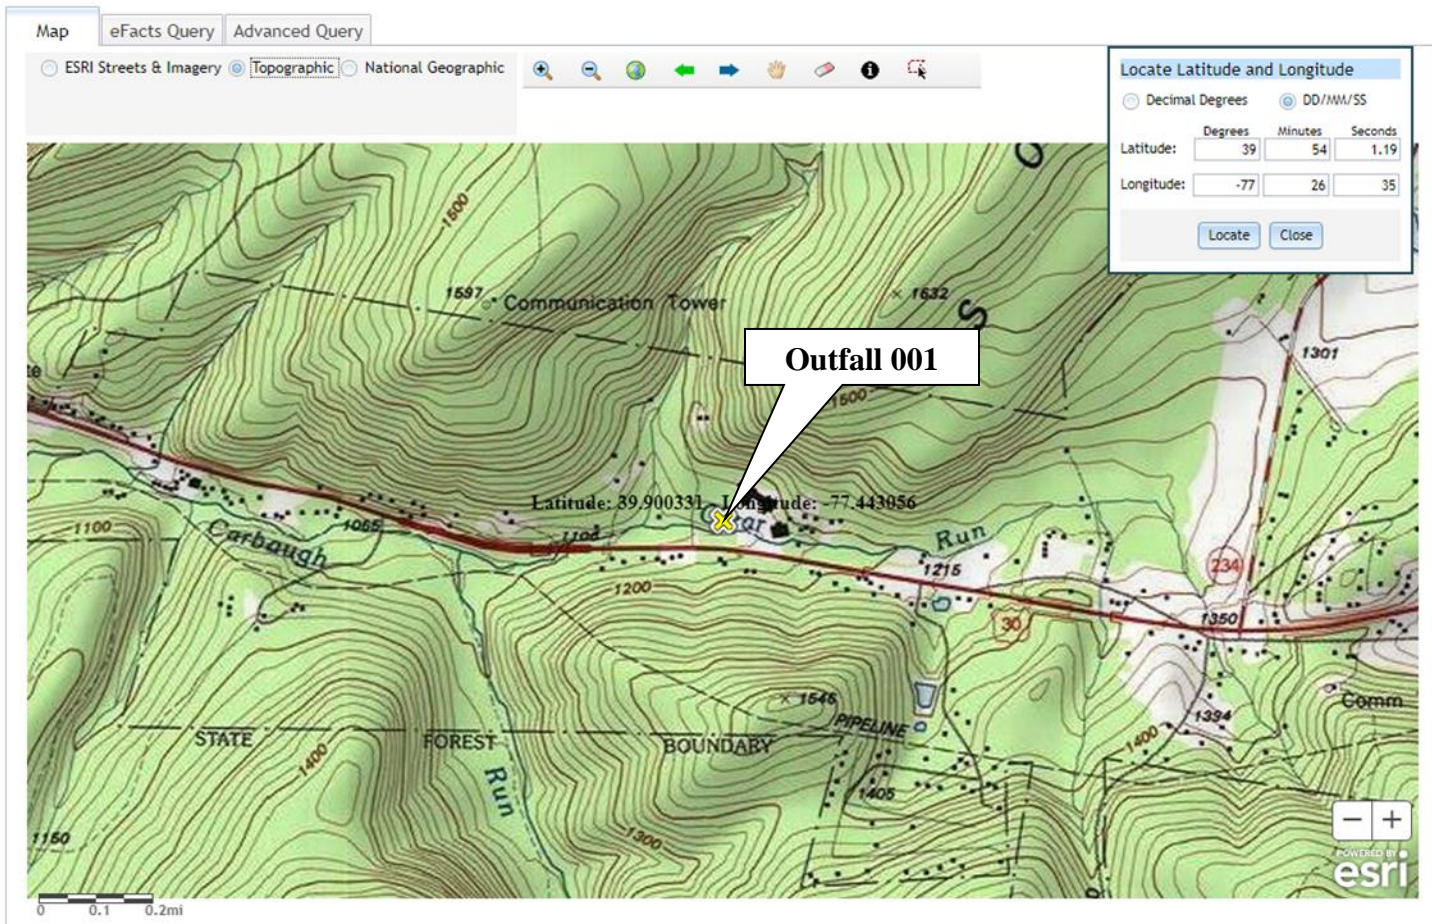 Map eFacts Query Advanced Query
ESRI Streets & Imagery Topographic National Geographic
Locate Latitude and Longitude
Decimal Degrees DD/MM/SS
Degrees Minutes Seconds
Latitude: 39 54 1.19
Longitude: -77 26 35
Locate Close
O
1500
1597 Communication Tower
1632
S
Outfall 001
1301
te
1500
Latitude: 39.900331 - Longitude: -77.443056
1100
Carbaugh
1065
1104
Run
1215
234
1200
30
1350
1546
Comm
PIPELINE
1394
STATE FOREST BOUNDARY
1400
1400
Run
1405
1150
1300
− +
POWERED BY
esri
0 0.1 0.2mi